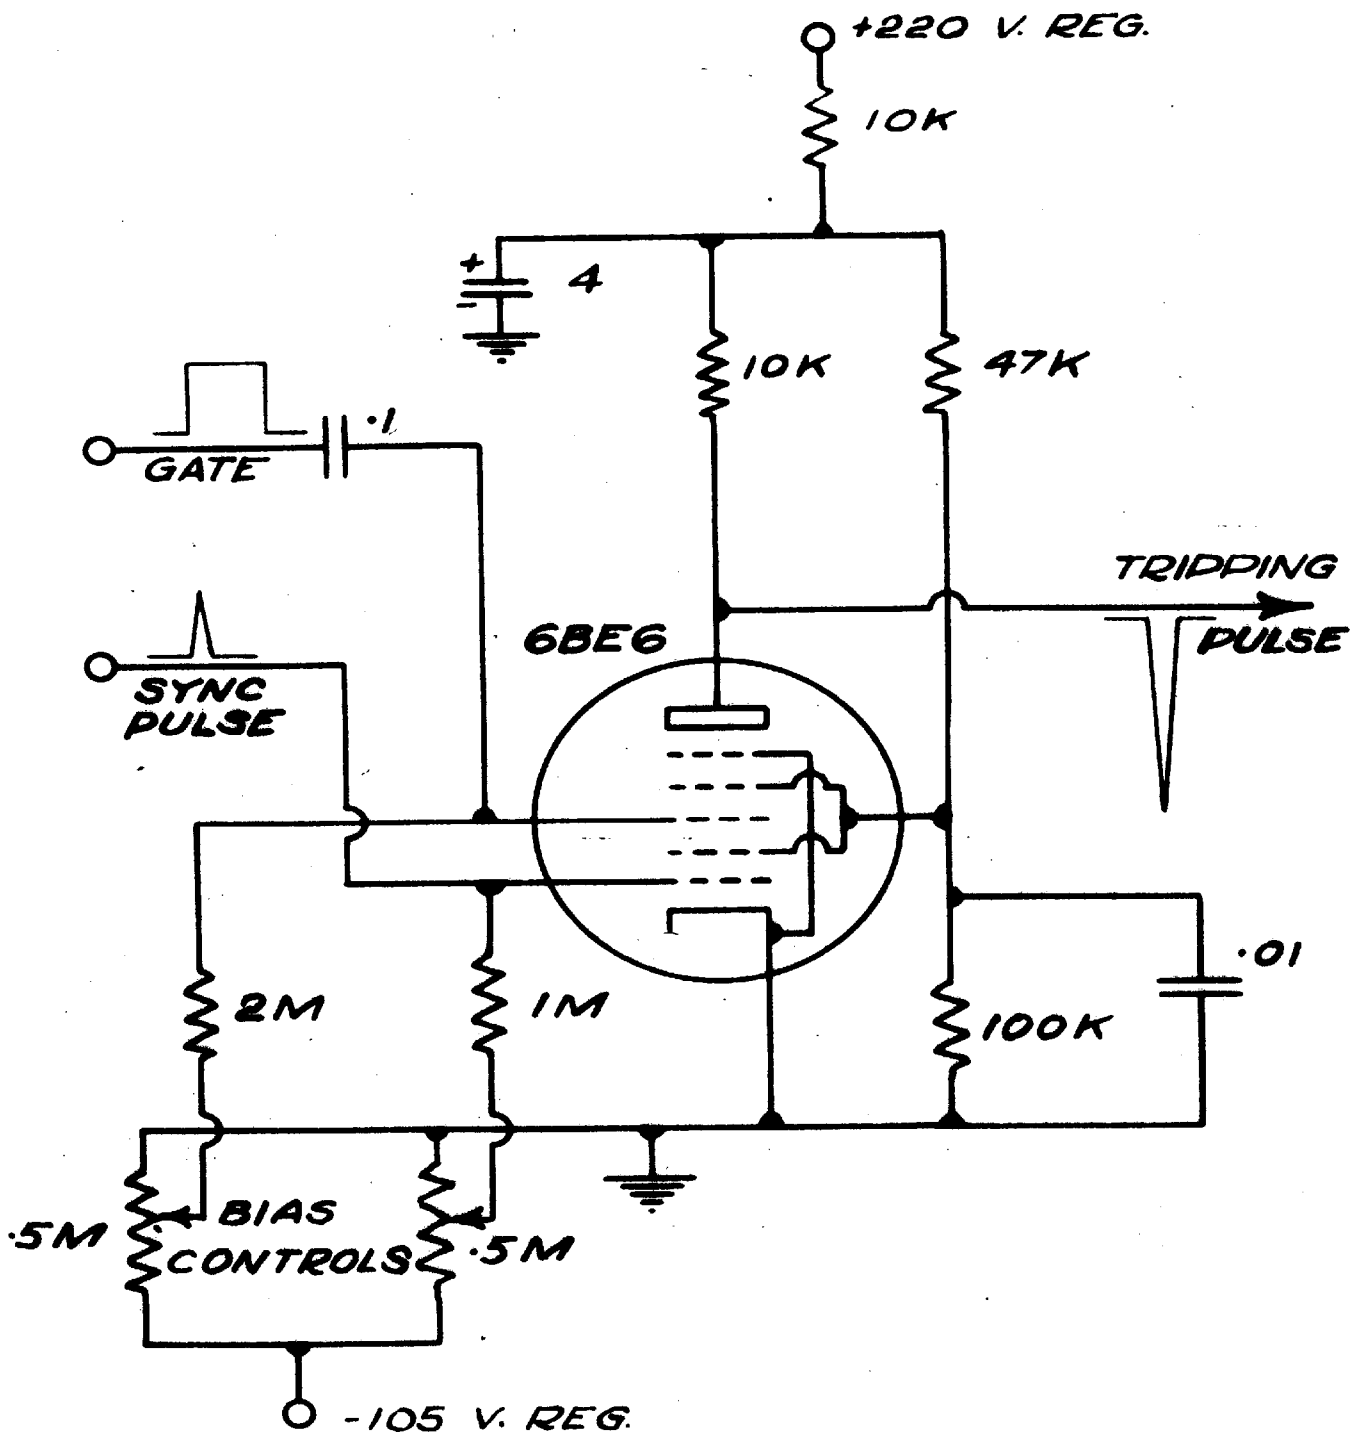 +220 V. REG.
10K
+
4
-
10K
47K
.1
GATE
TRIPPING
PULSE
6BE6
SYNC
PULSE
.01
2M
1M
100K
.5M
BIAS
CONTROLS
.5M
-105 V. REG.